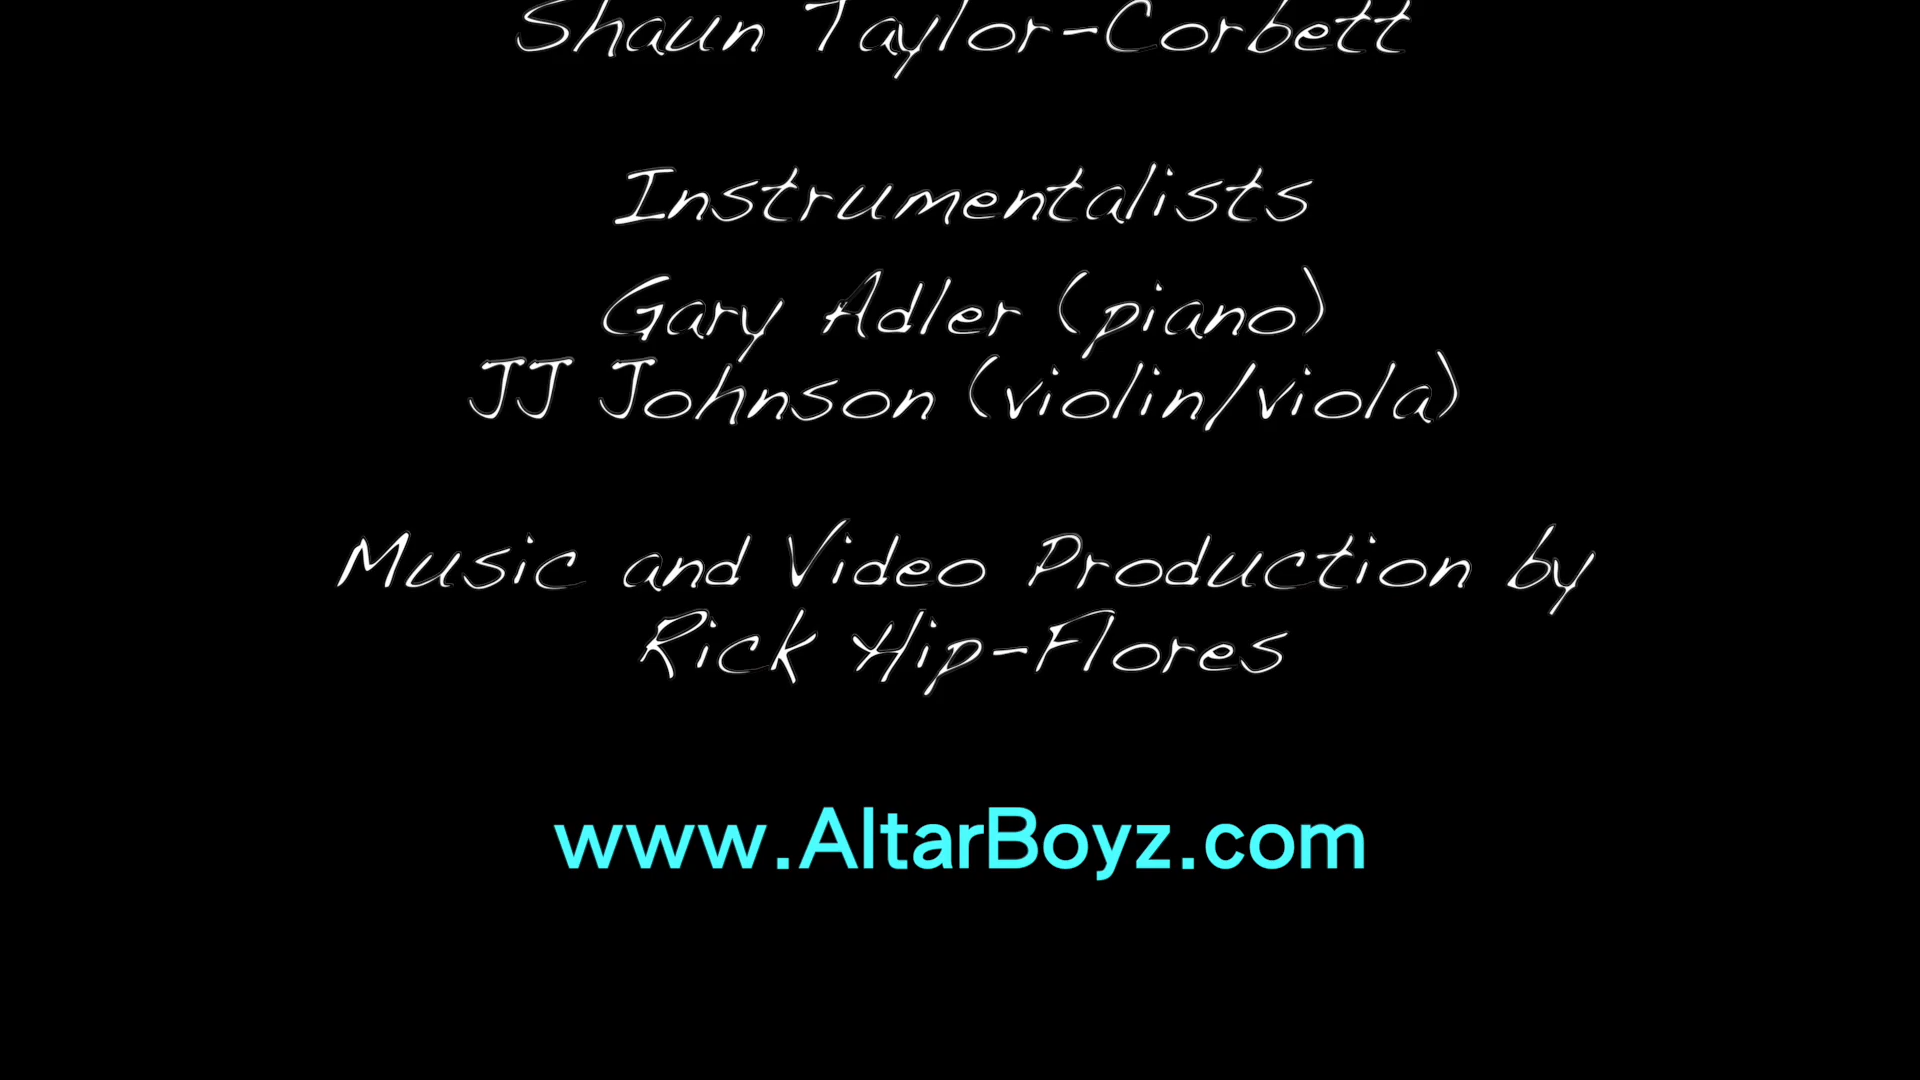 Shaun Taylor-Corbett
Instrumentalists
Gary Adler (piano)
JJ Johnson (violin/viola)
Music and Video Production by
Rick Hip-Flores
www.AltarBoyz.com